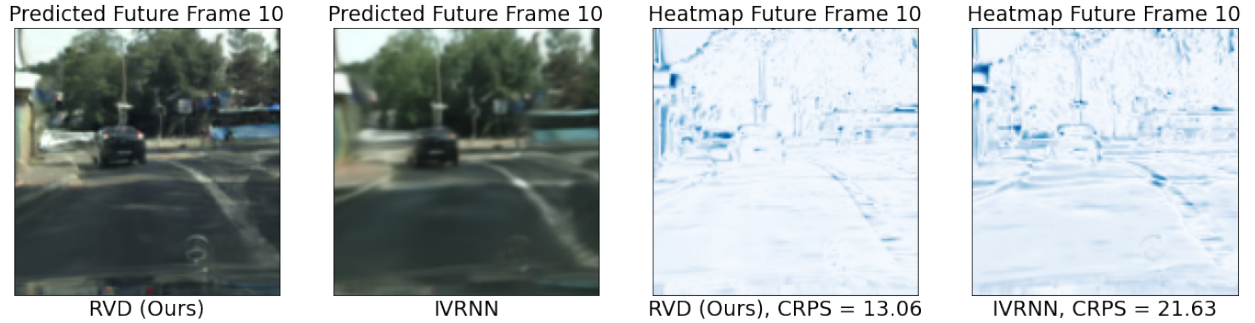 Predicted Future Frame 10
Predicted Future Frame 10
Heatmap Future Frame 10
Heatmap Future Frame 10
RVD (Ours)
IVRNN
RVD (Ours), CRPS = 13.06
IVRNN, CRPS = 21.63